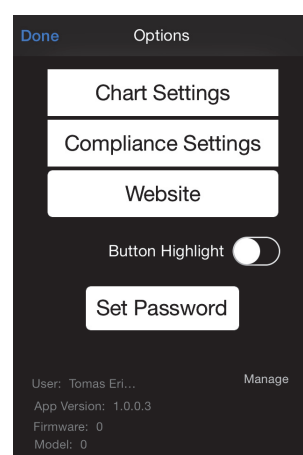 Done Options
Chart Settings
Compliance Settings
Website
Button Highlight
Set Password
User: Tomas Eri... Manage
App Version: 1.0.0.3
Firmware: 0
Model: 0